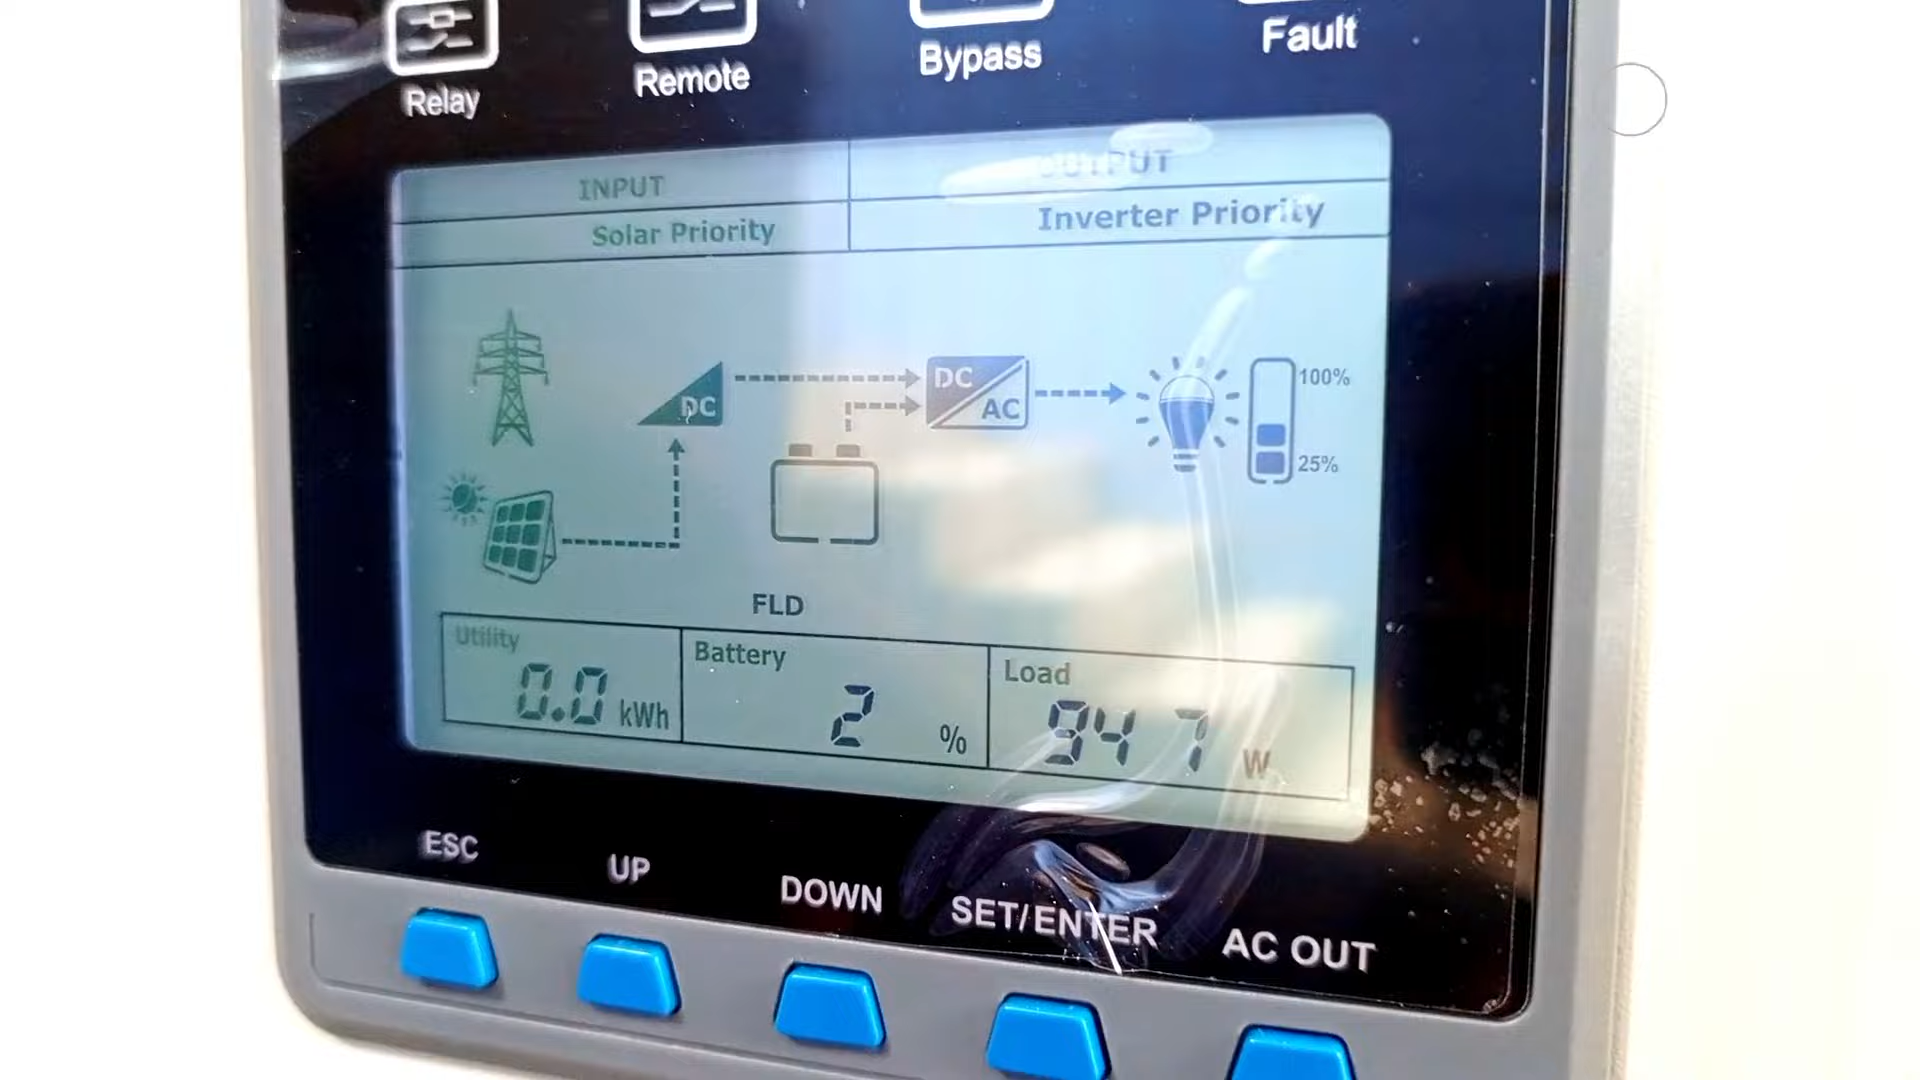 Relay
Remote
Bypass
Fault
INPUT
OUTPUT
Solar Priority
Inverter Priority
DC
DC
AC
100%
25%
FLD
Utility
0.0 kWh
Battery
2 %
Load
947 W
ESC
UP
DOWN
SET/ENTER
AC OUT